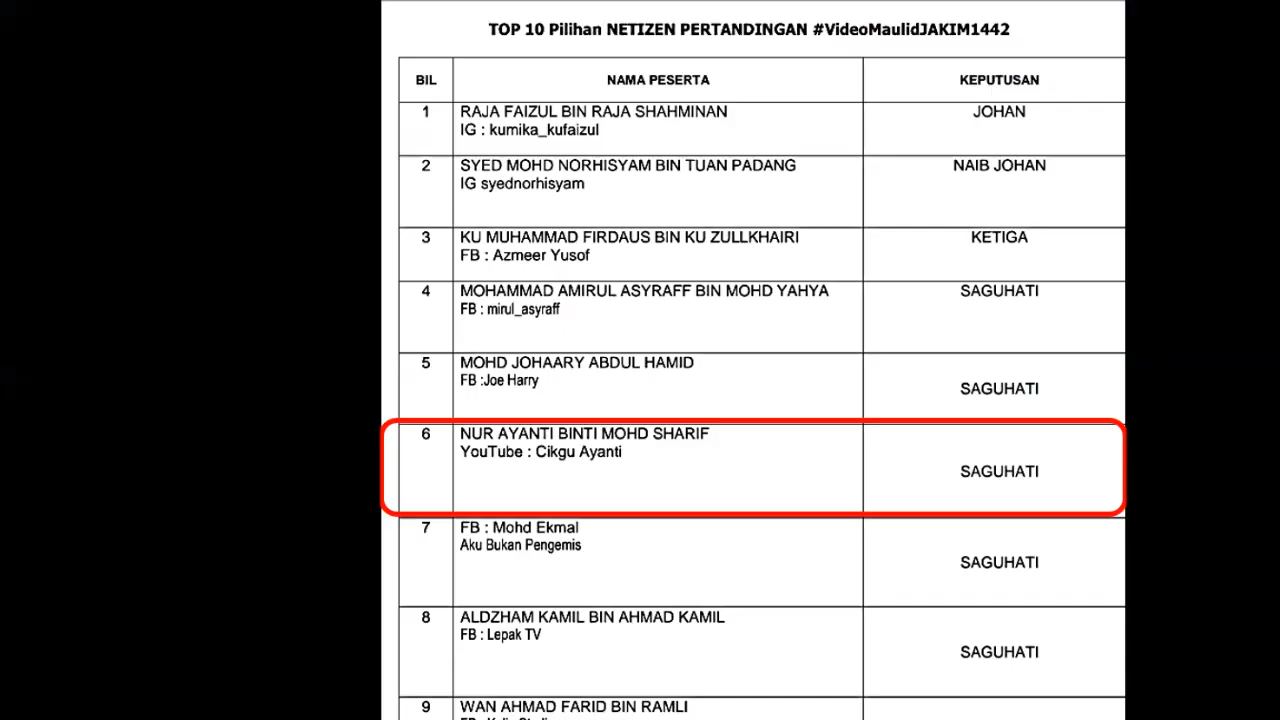 TOP 10 Pilihan NETIZEN PERTANDINGAN #VideoMaulidJAKIM1442
BIL NAMA PESERTA KEPUTUSAN
1 RAJA FAIZUL BIN RAJA SHAHMINAN JOHAN
IG : kumika_kufaizul
2 SYED MOHD NORHISYAM BIN TUAN PADANG NAIB JOHAN
IG syednorhisyam
3 KU MUHAMMAD FIRDAUS BIN KU ZULLKHAIRI KETIGA
FB : Azmeer Yusof
4 MOHAMMAD AMIRUL ASYRAFF BIN MOHD YAHYA SAGUHATI
FB : mirul_asyraff
5 MOHD JOHAARY ABDUL HAMID
FB :Joe Harry
SAGUHATI
6 NUR AYANTI BINTI MOHD SHARIF
YouTube : Cikgu Ayanti
SAGUHATI
7 FB : Mohd Ekmal
Aku Bukan Pengemis
SAGUHATI
8 ALDZHAM KAMIL BIN AHMAD KAMIL
FB : Lepak TV
SAGUHATI
9 WAN AHMAD FARID BIN RAMLI